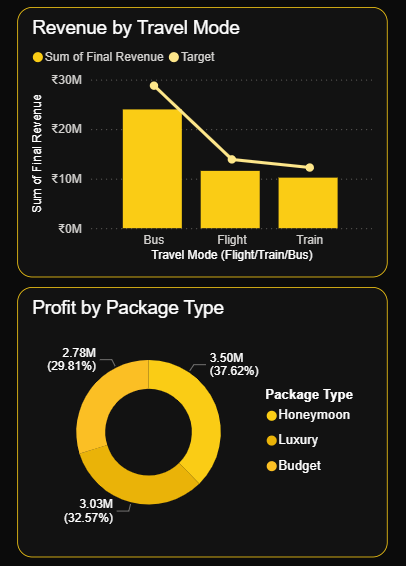 Revenue by Travel Mode
Sum of Final Revenue Target
₹30M
₹20M
₹10M
₹0M
Sum of Final Revenue
Bus Flight Train
Travel Mode (Flight/Train/Bus)
Profit by Package Type
2.78M
(29.81%)
3.50M
(37.62%)
3.03M
(32.57%)
Package Type
Honeymoon
Luxury
Budget